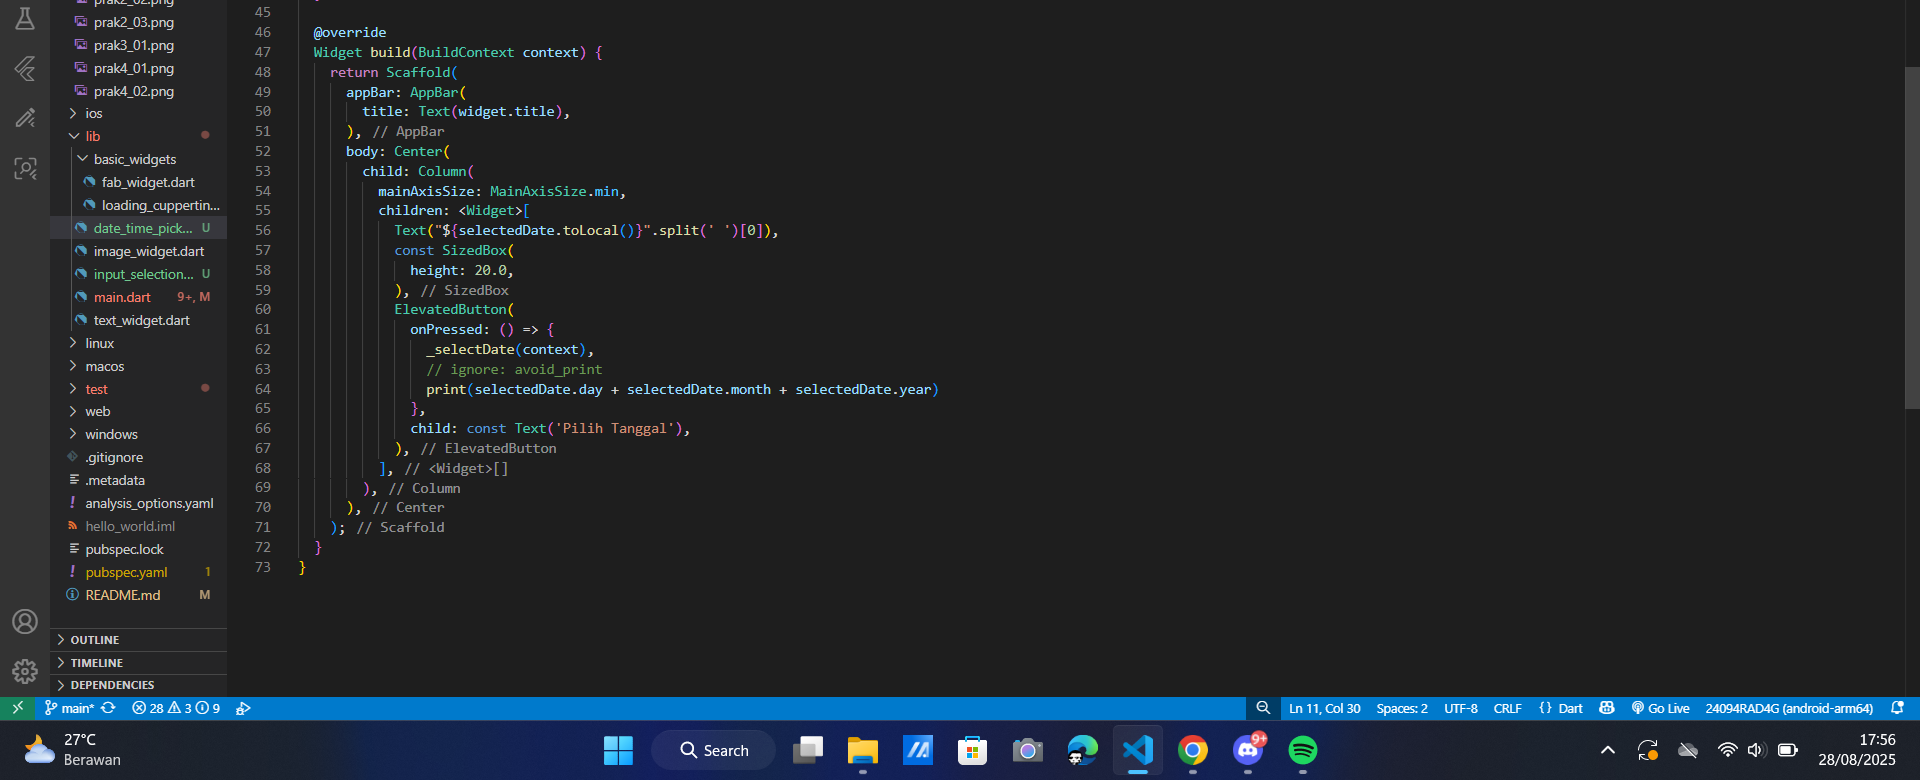 prak2_02.png
prak2_03.png
prak3_01.png
prak4_01.png
prak4_02.png
ios
lib
basic_widgets
fab_widget.dart
loading_cuppertin...
date_time_pick... U
image_widget.dart
input_selection... U
main.dart 9+, M
text_widget.dart
linux
macos
test
web
windows
.gitignore
.metadata
analysis_options.yaml
hello_world.iml
pubspec.lock
pubspec.yaml 1
README.md M
OUTLINE
TIMELINE
DEPENDENCIES
45
46 @override
47 Widget build(BuildContext context) {
48 return Scaffold(
49 appBar: AppBar(
50 title: Text(widget.title),
51 ), // AppBar
52 body: Center(
53 child: Column(
54 mainAxisSize: MainAxisSize.min,
55 children: <Widget>[
56 Text("${selectedDate.toLocal()}".split(' ')[0]),
57 const SizedBox(
58 height: 20.0,
59 ), // SizedBox
60 ElevatedButton(
61 onPressed: () => {
62 _selectDate(context),
63 // ignore: avoid_print
64 print(selectedDate.day + selectedDate.month + selectedDate.year)
65 },
66 child: const Text('Pilih Tanggal'),
67 ), // ElevatedButton
68 ], // <Widget>[]
69 ), // Column
70 ), // Center
71 ); // Scaffold
72 }
73 }
main* 28 3 9 Ln 11, Col 30 Spaces: 2 UTF-8 CRLF {} Dart Go Live 24094RAD4G (android-arm64)
27°C
Berawan
Search
9+
17:56
28/08/2025